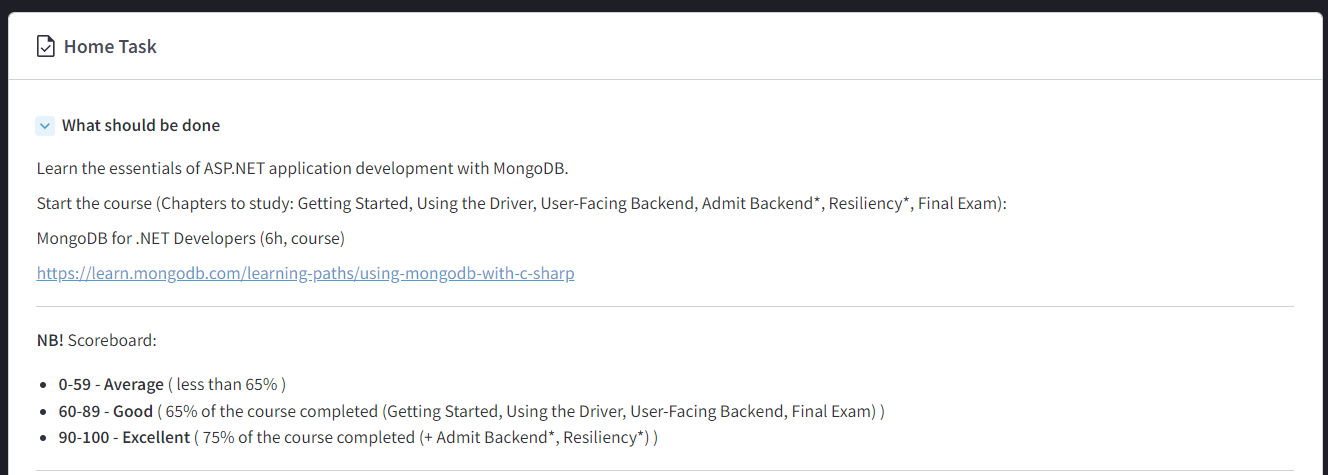 Home Task
What should be done
Learn the essentials of ASP.NET application development with MongoDB.
Start the course (Chapters to study: Getting Started, Using the Driver, User-Facing Backend, Admit Backend*, Resiliency*, Final Exam):
MongoDB for .NET Developers (6h, course)
https://learn.mongodb.com/learning-paths/using-mongodb-with-c-sharp
NB! Scoreboard:
• 0-59 - Average ( less than 65% )
• 60-89 - Good ( 65% of the course completed (Getting Started, Using the Driver, User-Facing Backend, Final Exam) )
• 90-100 - Excellent ( 75% of the course completed (+ Admit Backend*, Resiliency*) )